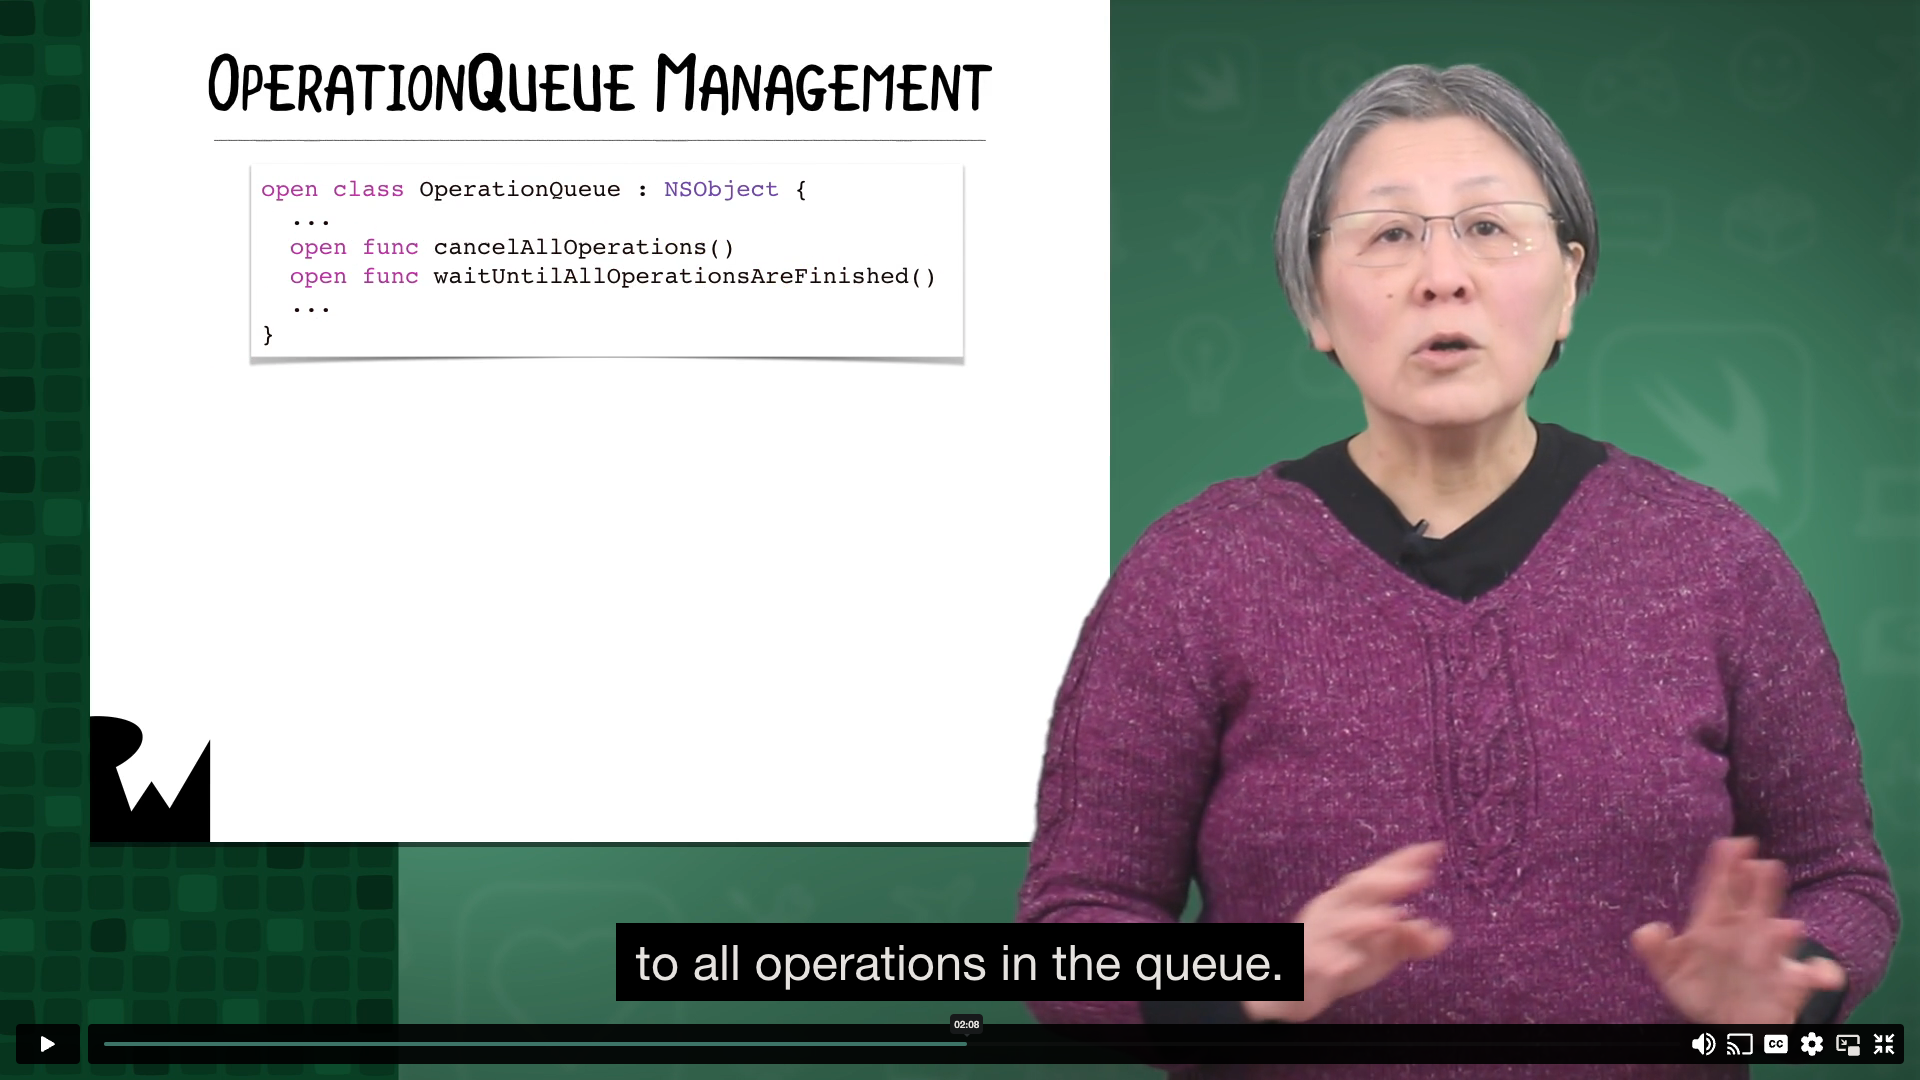 OPERATIONQUEUE MANAGEMENT
open class OperationQueue : NSObject {
...
open func cancelAllOperations()
open func waitUntilAllOperationsAreFinished()
...
}
RW
to all operations in the queue.
02:08
CC